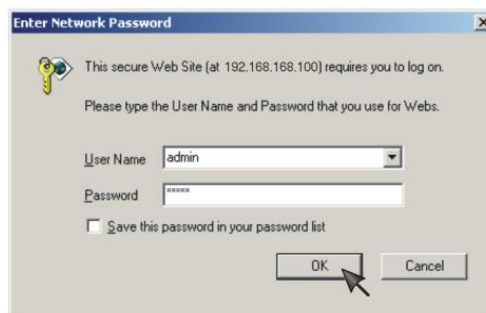 Enter Network Password
This secure Web Site (at 192.168.168.100) requires you to log on.
Please type the User Name and Password that you use for Webs.
User Name admin
Password *****
Save this password in your password list
OK Cancel